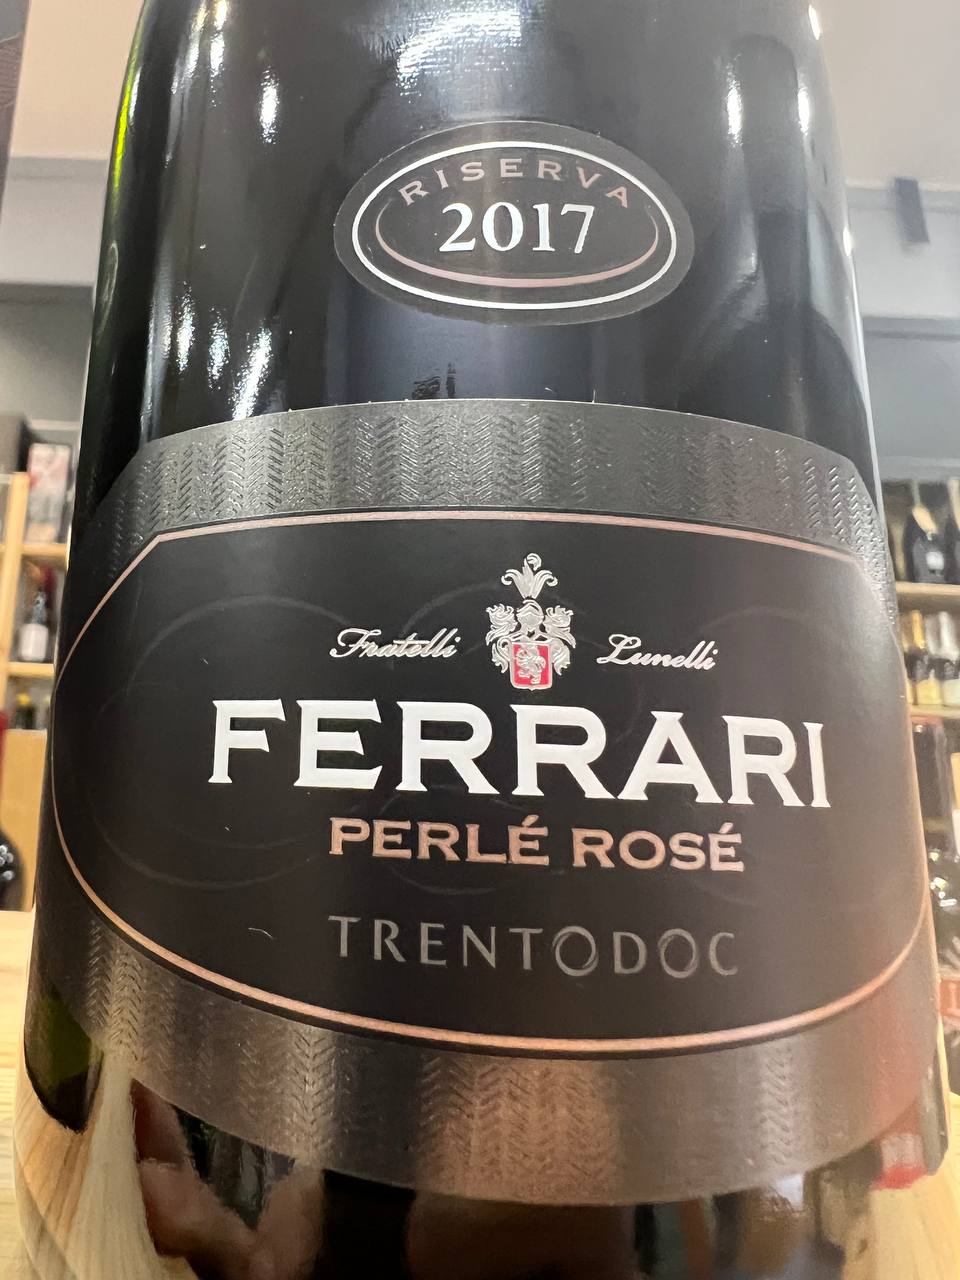 RISERVA
2017
Fratelli Lunelli
FERRARI
PERLÉ ROSÉ
TRENTODOC